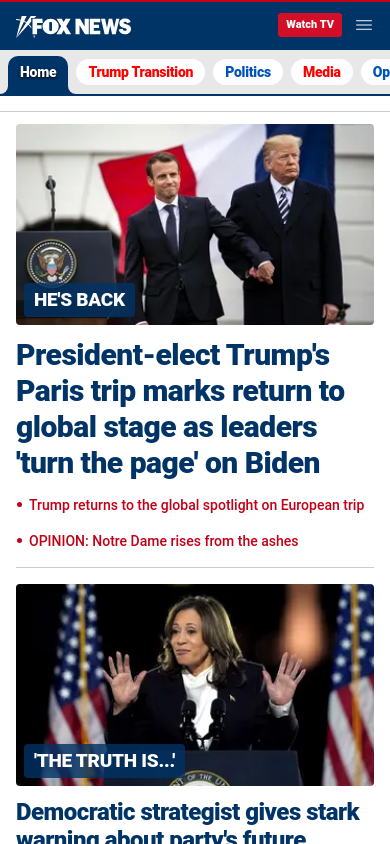 FOX NEWS
Watch TV
Home
Trump Transition
Politics
Media
Op
HE'S BACK
President-elect Trump's
Paris trip marks return to
global stage as leaders
'turn the page' on Biden
• Trump returns to the global spotlight on European trip
• OPINION: Notre Dame rises from the ashes
'THE TRUTH IS...'
Democratic strategist gives stark
warning about party's future